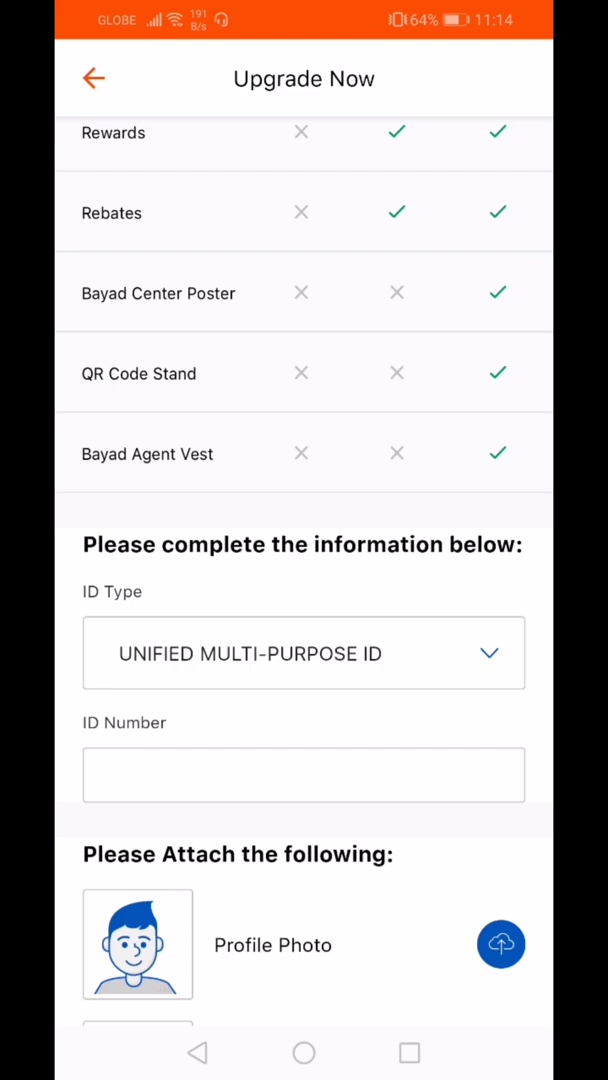 GLOBE 191 B/s 64% 11:14
Upgrade Now
Rewards
Rebates
Bayad Center Poster
QR Code Stand
Bayad Agent Vest
Please complete the information below:
ID Type
UNIFIED MULTI-PURPOSE ID
ID Number
Please Attach the following:
Profile Photo